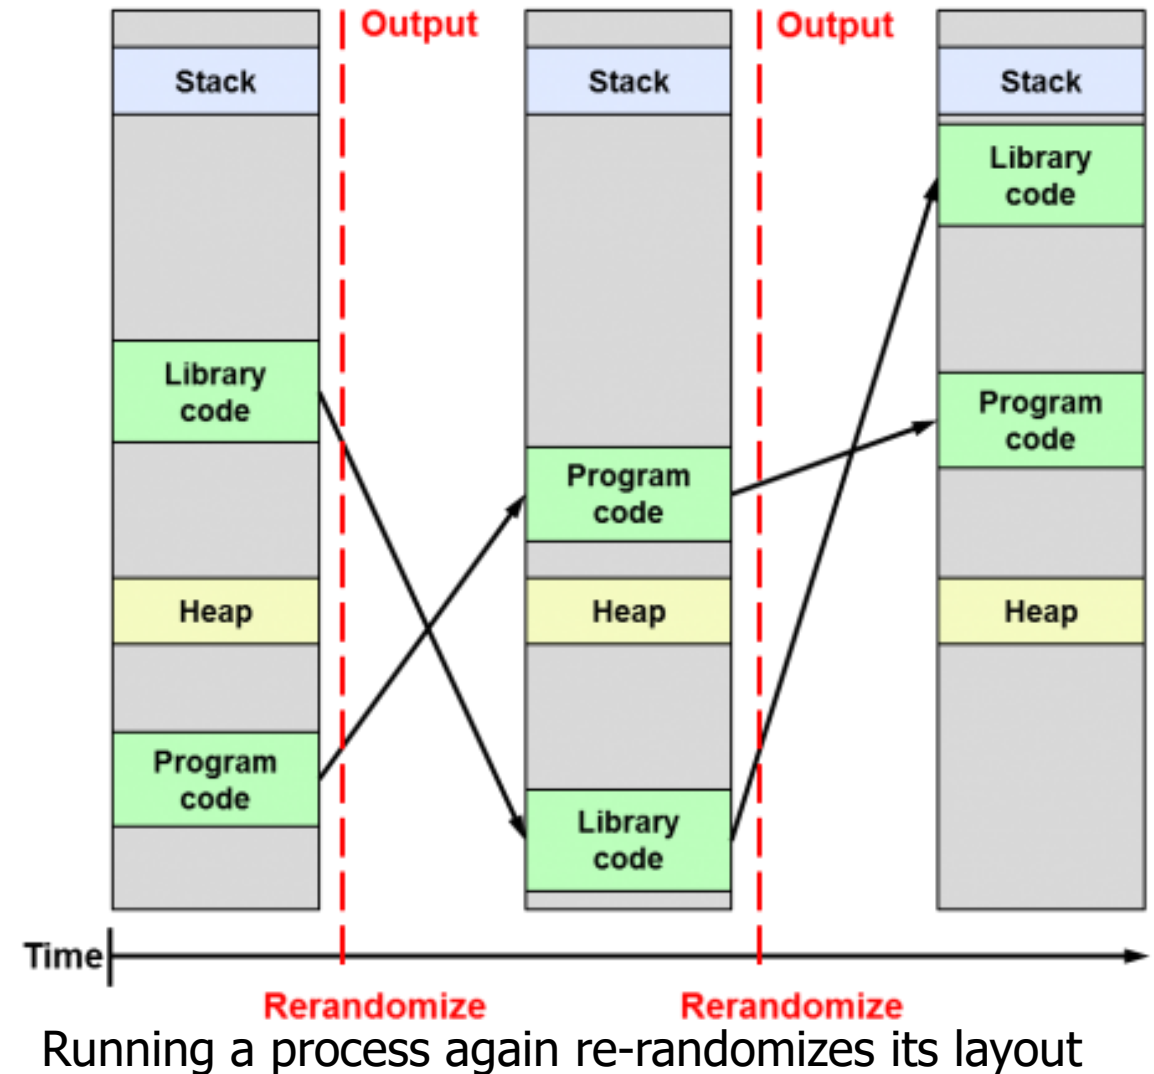 Output
Output
Stack
Stack
Stack
Library
code
Library
code
Program
code
Program
code
Heap
Heap
Heap
Program
code
Library
code
Time
Rerandomize
Rerandomize
Running a process again re-randomizes its layout